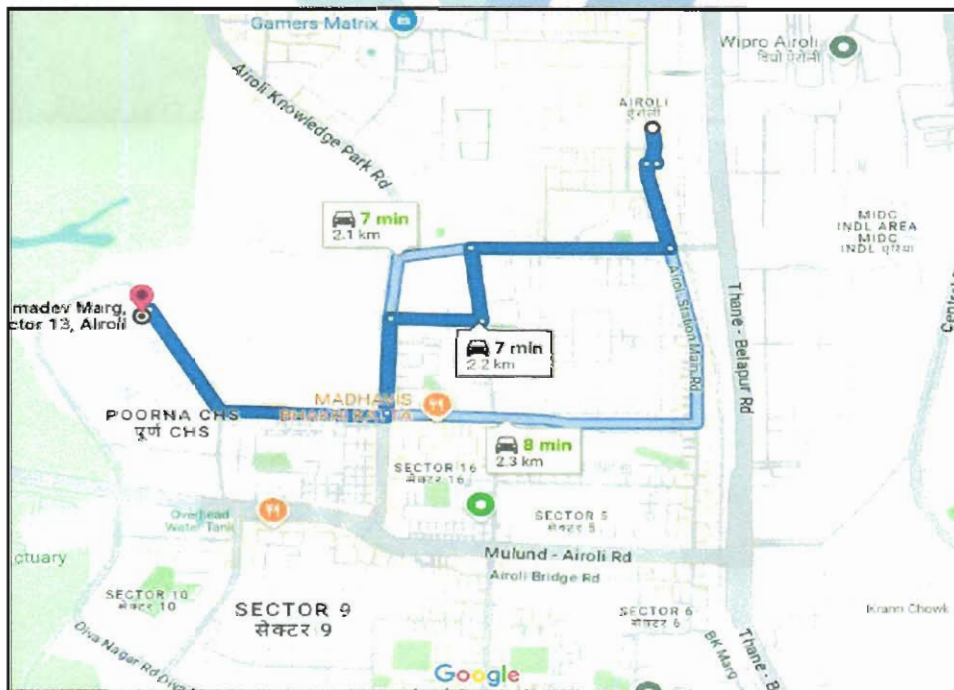 Gamers Matrix
Wipro Airoli
विप्रो ऐरोली
AIROLI
ऐरोली
Airoli Knowledge Park Rd
7 min
2.1 km
MIDC
INDL AREA
MIDC
INDL एरिया
madev Marg,
ctor 13, Airoli
Airoli Station Main Rd
Thane - Belapur Rd
Central
7 min
2.2 km
MADHAVIS
POORNA CHS
पूर्ण CHS
8 min
2.3 km
SECTOR 16
सेक्टर 16
Overhead
Water Tank
SECTOR 5
सेक्टर 5
ctuary
Mulund - Airoli Rd
Airoli Bridge Rd
SECTOR 10
सेक्टर 10
SECTOR 9
सेक्टर 9
SECTOR 6
सेक्टर 6
Krann Chowk
BK Marg
Thane - B
Diva Nagar Rd
Google